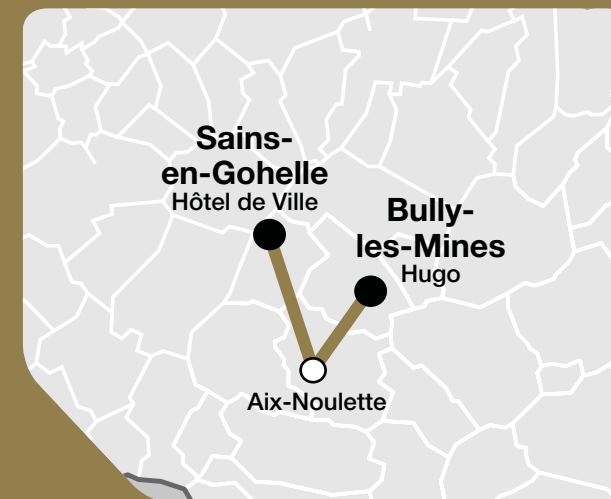 Sains-
en-Gohelle
Hôtel de Ville
Bully-
les-Mines
Hugo
Aix-Noulette